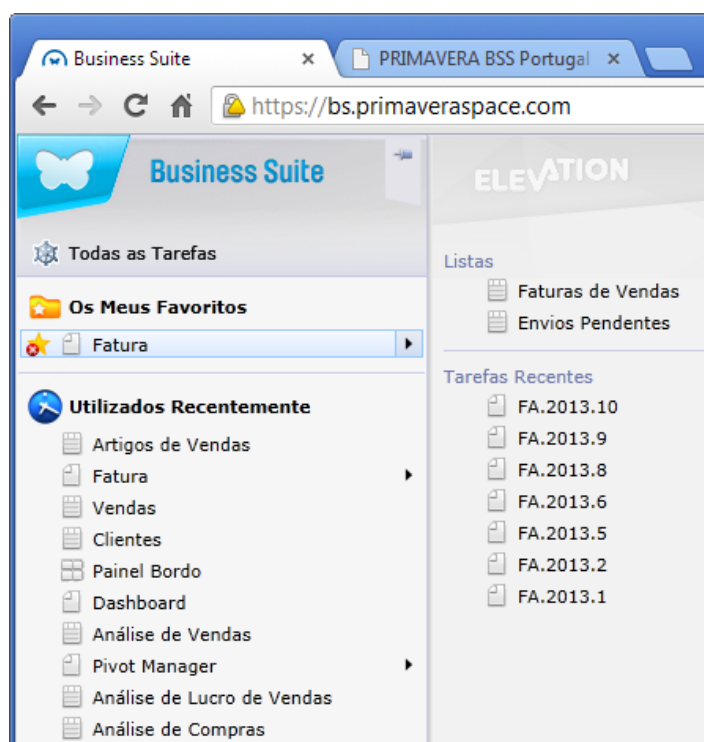 Business Suite
PRIMAVERA BSS Portugal
https://bs.primaveraspace.com
Business Suite
Todas as Tarefas
Os Meus Favoritos
Fatura
Utilizados Recentemente
Artigos de Vendas
Fatura
Vendas
Clientes
Painel Bordo
Dashboard
Análise de Vendas
Pivot Manager
Análise de Lucro de Vendas
Análise de Compras
ELEVATION
Listas
Faturas de Vendas
Envios Pendentes
Tarefas Recentes
FA.2013.10
FA.2013.9
FA.2013.8
FA.2013.6
FA.2013.5
FA.2013.2
FA.2013.1